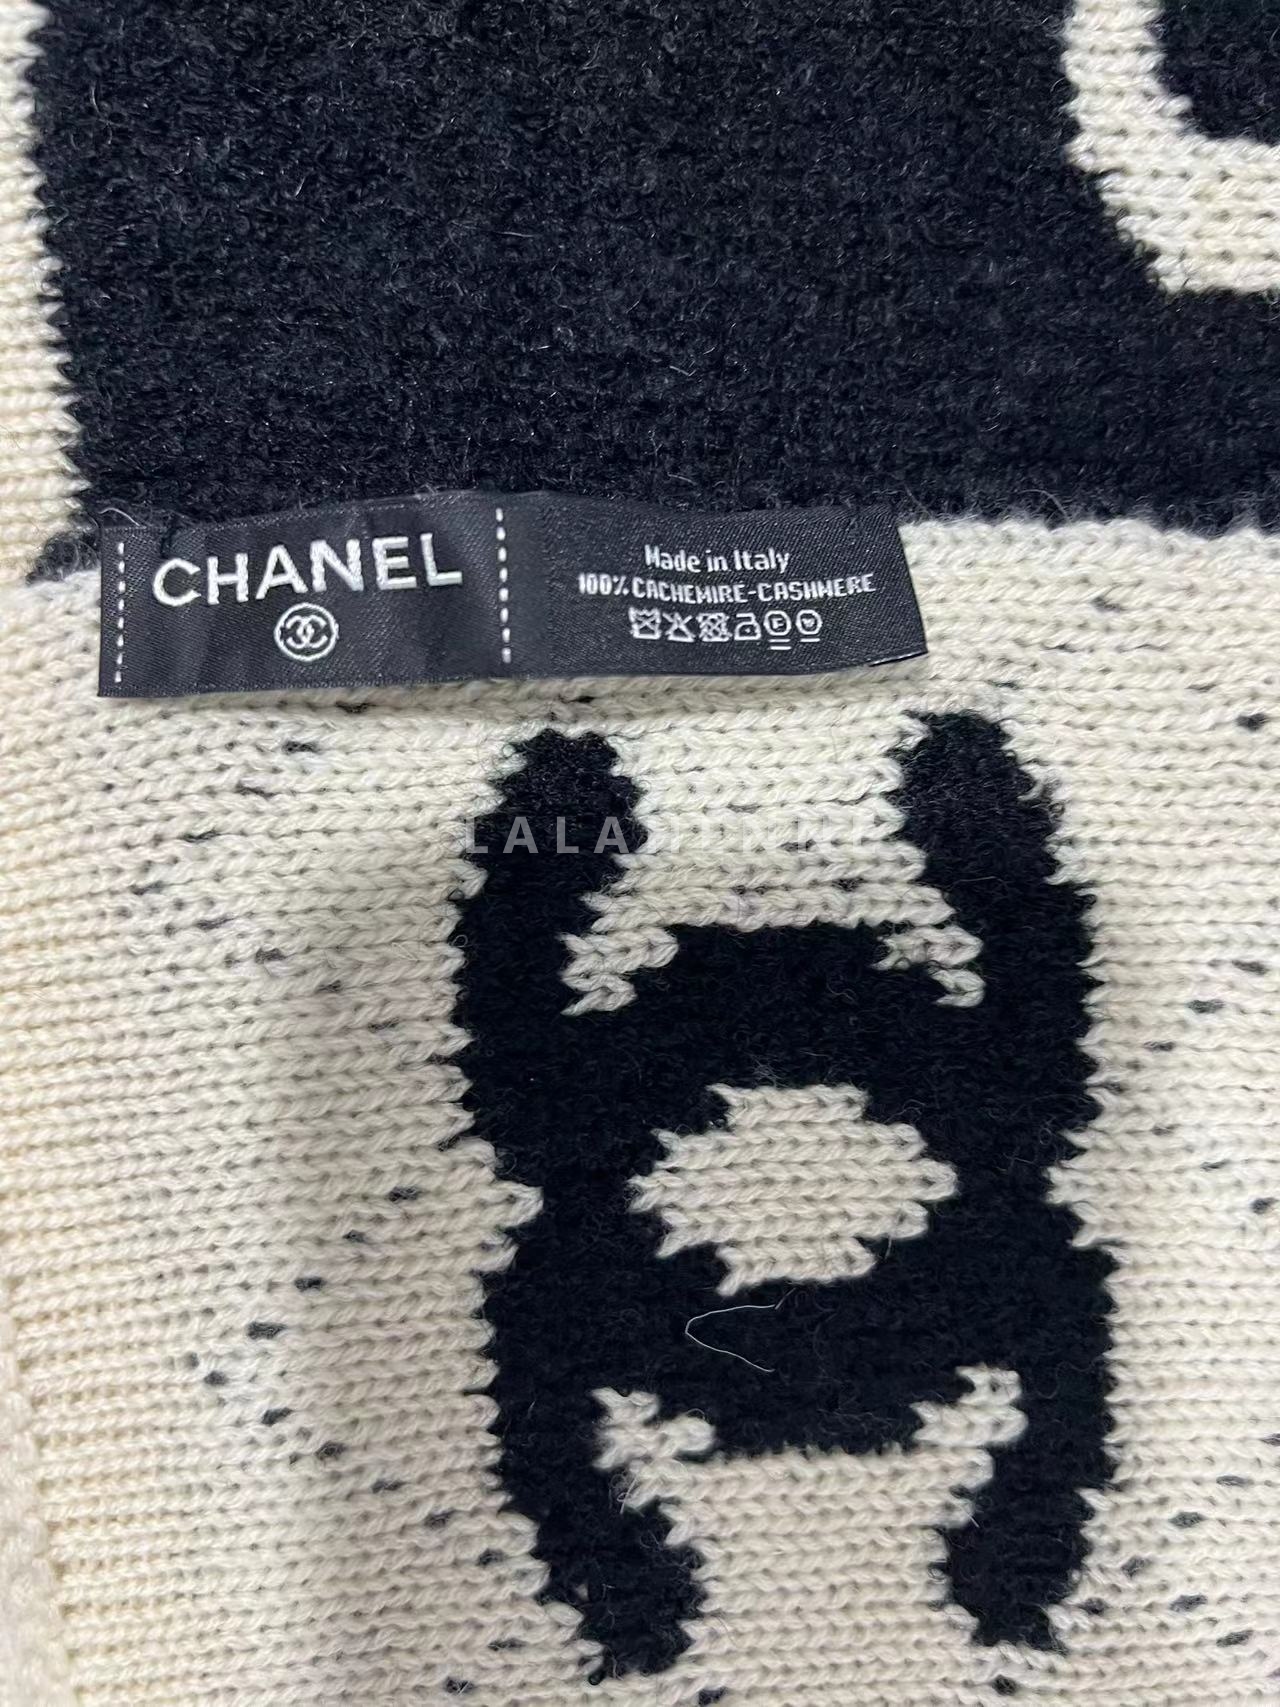 CHANEL
Made in Italy
100% CACHEMIRE-CASHMERE